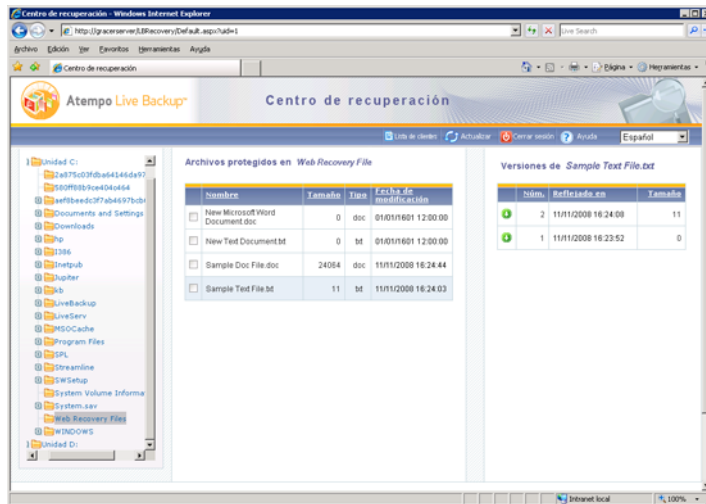 Centro de recuperación - Windows Internet Explorer
http://gracerserver/LBRecovery/Default.aspx?uid=1
Live Search
Archivo Edición Ver Favoritos Herramientas Ayuda
Centro de recuperación
Página Herramientas
Atempo Live Backup™
Centro de recuperación
Lista de clientes Actualizar Cerrar sesión Ayuda Español
Unidad C:
2a875c03fdba64146da97
580ff88b9ce404o464
aef8beedc3f7ab4697bcb
Documents and Settings
Downloads
hp
I386
Inetpub
Jupiter
kb
LiveBackup
LiveServ
MSOCache
Program Files
SPL
Streamline
SWSetup
System Volume Informa
System.sav
Web Recovery Files
WINDOWS
Unidad D:
Archivos protegidos en Web Recovery File
Nombre Tamaño Tipo Fecha de modificación
New Microsoft Word Document.doc 0 doc 01/01/1601 12:00:00
New Text Document.txt 0 txt 01/01/1601 12:00:00
Sample Doc File.doc 24064 doc 11/11/2008 16:24:44
Sample Text File.txt 11 txt 11/11/2008 16:24:03
Versiones de Sample Text File.txt
Núm. Reflejado en Tamaño
2 11/11/2008 16:24:08 11
1 11/11/2008 16:23:52 0
Intranet local 100%